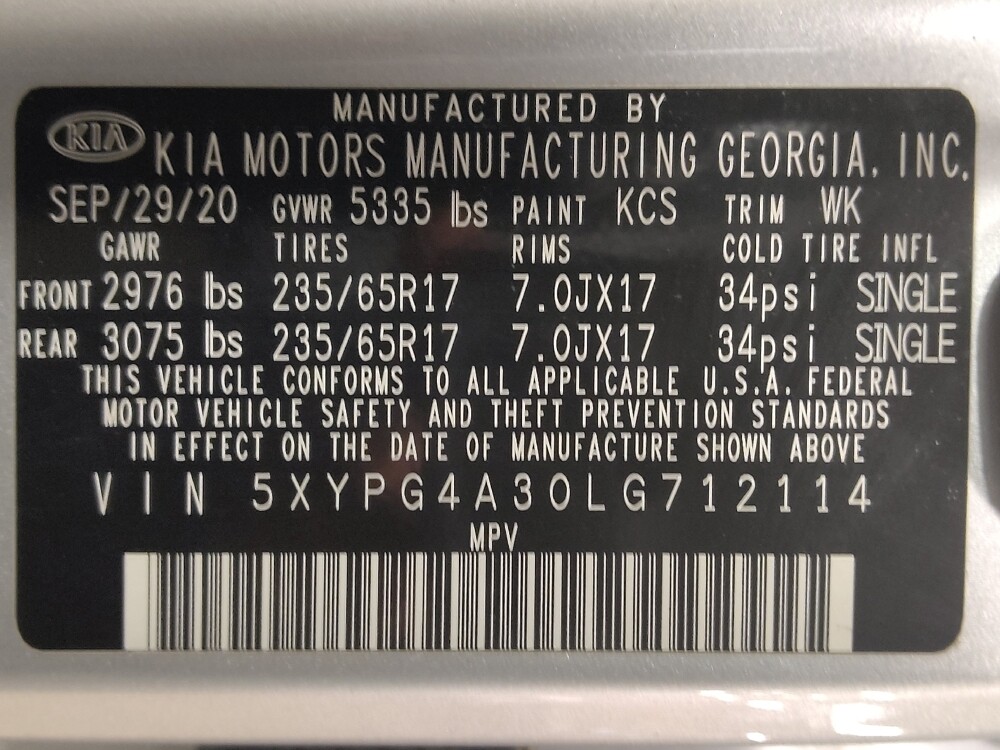 MANUFACTURED BY
KIA KIA MOTORS MANUFACTURING GEORGIA, INC.
SEP/29/20 GVWR 5335 lbs PAINT KCS TRIM WK
GAWR TIRES RIMS COLD TIRE INFL
FRONT 2976 lbs 235/65R17 7.0JX17 34psi SINGLE
REAR 3075 lbs 235/65R17 7.0JX17 34psi SINGLE
THIS VEHICLE CONFORMS TO ALL APPLICABLE U.S.A. FEDERAL
MOTOR VEHICLE SAFETY AND THEFT PREVENTION STANDARDS
IN EFFECT ON THE DATE OF MANUFACTURE SHOWN ABOVE
VIN 5XYPG4A30LG712114
MPV